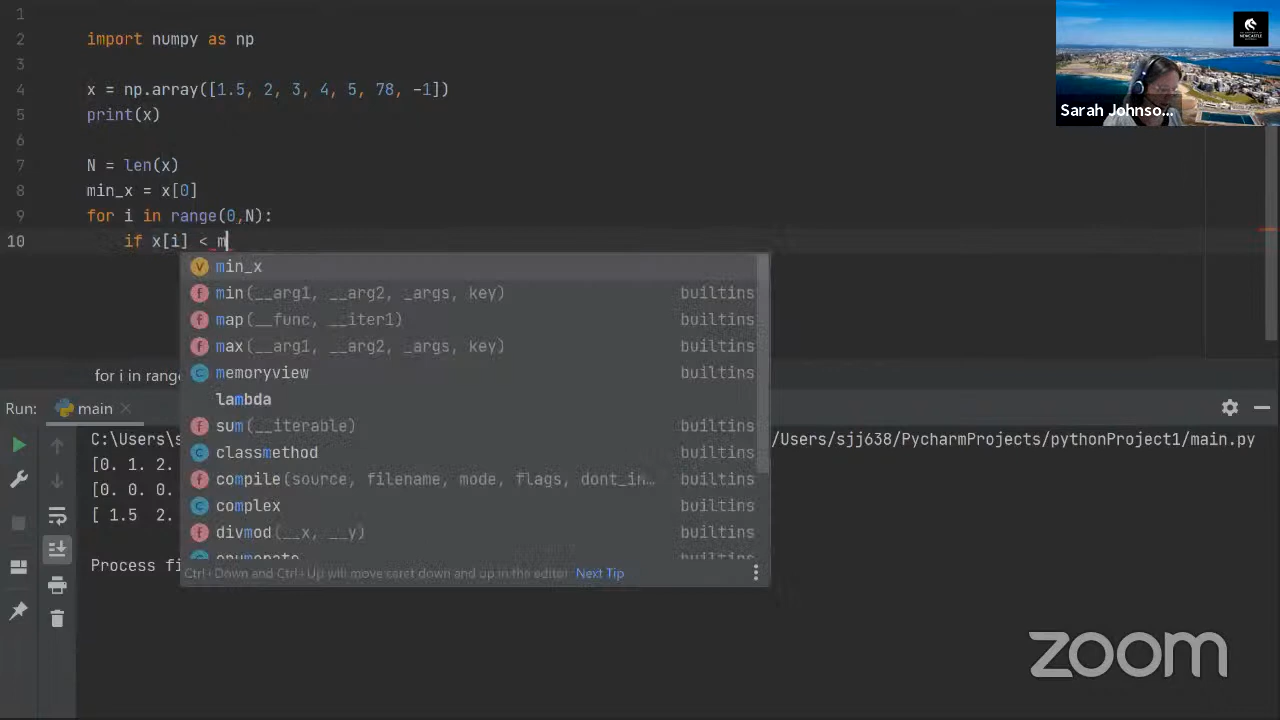 1
2 import numpy as np
3
4 x = np.array([1.5, 2, 3, 4, 5, 78, -1])
5 print(x)
6
7 N = len(x)
8 min_x = x[0]
9 for i in range(0,N):
10 if x[i] < m
min_x
min(__arg1, __arg2, _args, key) builtins
map(__func, __iter1) builtins
max(__arg1, __arg2, _args, key) builtins
memoryview builtins
lambda
sum(__iterable) builtins
classmethod builtins
compile(source, filename, mode, flags, dont_in… builtins
complex builtins
divmod(__x, __y) builtins
enumerate builtins
Ctrl+Down and Ctrl+Up will move caret down and up in the editor Next Tip
for i in range
Run: main
C:\Users\s /Users/sjj638/PycharmProjects/pythonProject1/main.py
[0. 1. 2.
[0. 0. 0.
[ 1.5 2.
Process fi
Sarah Johnso...
NEWCASTLE
zoom